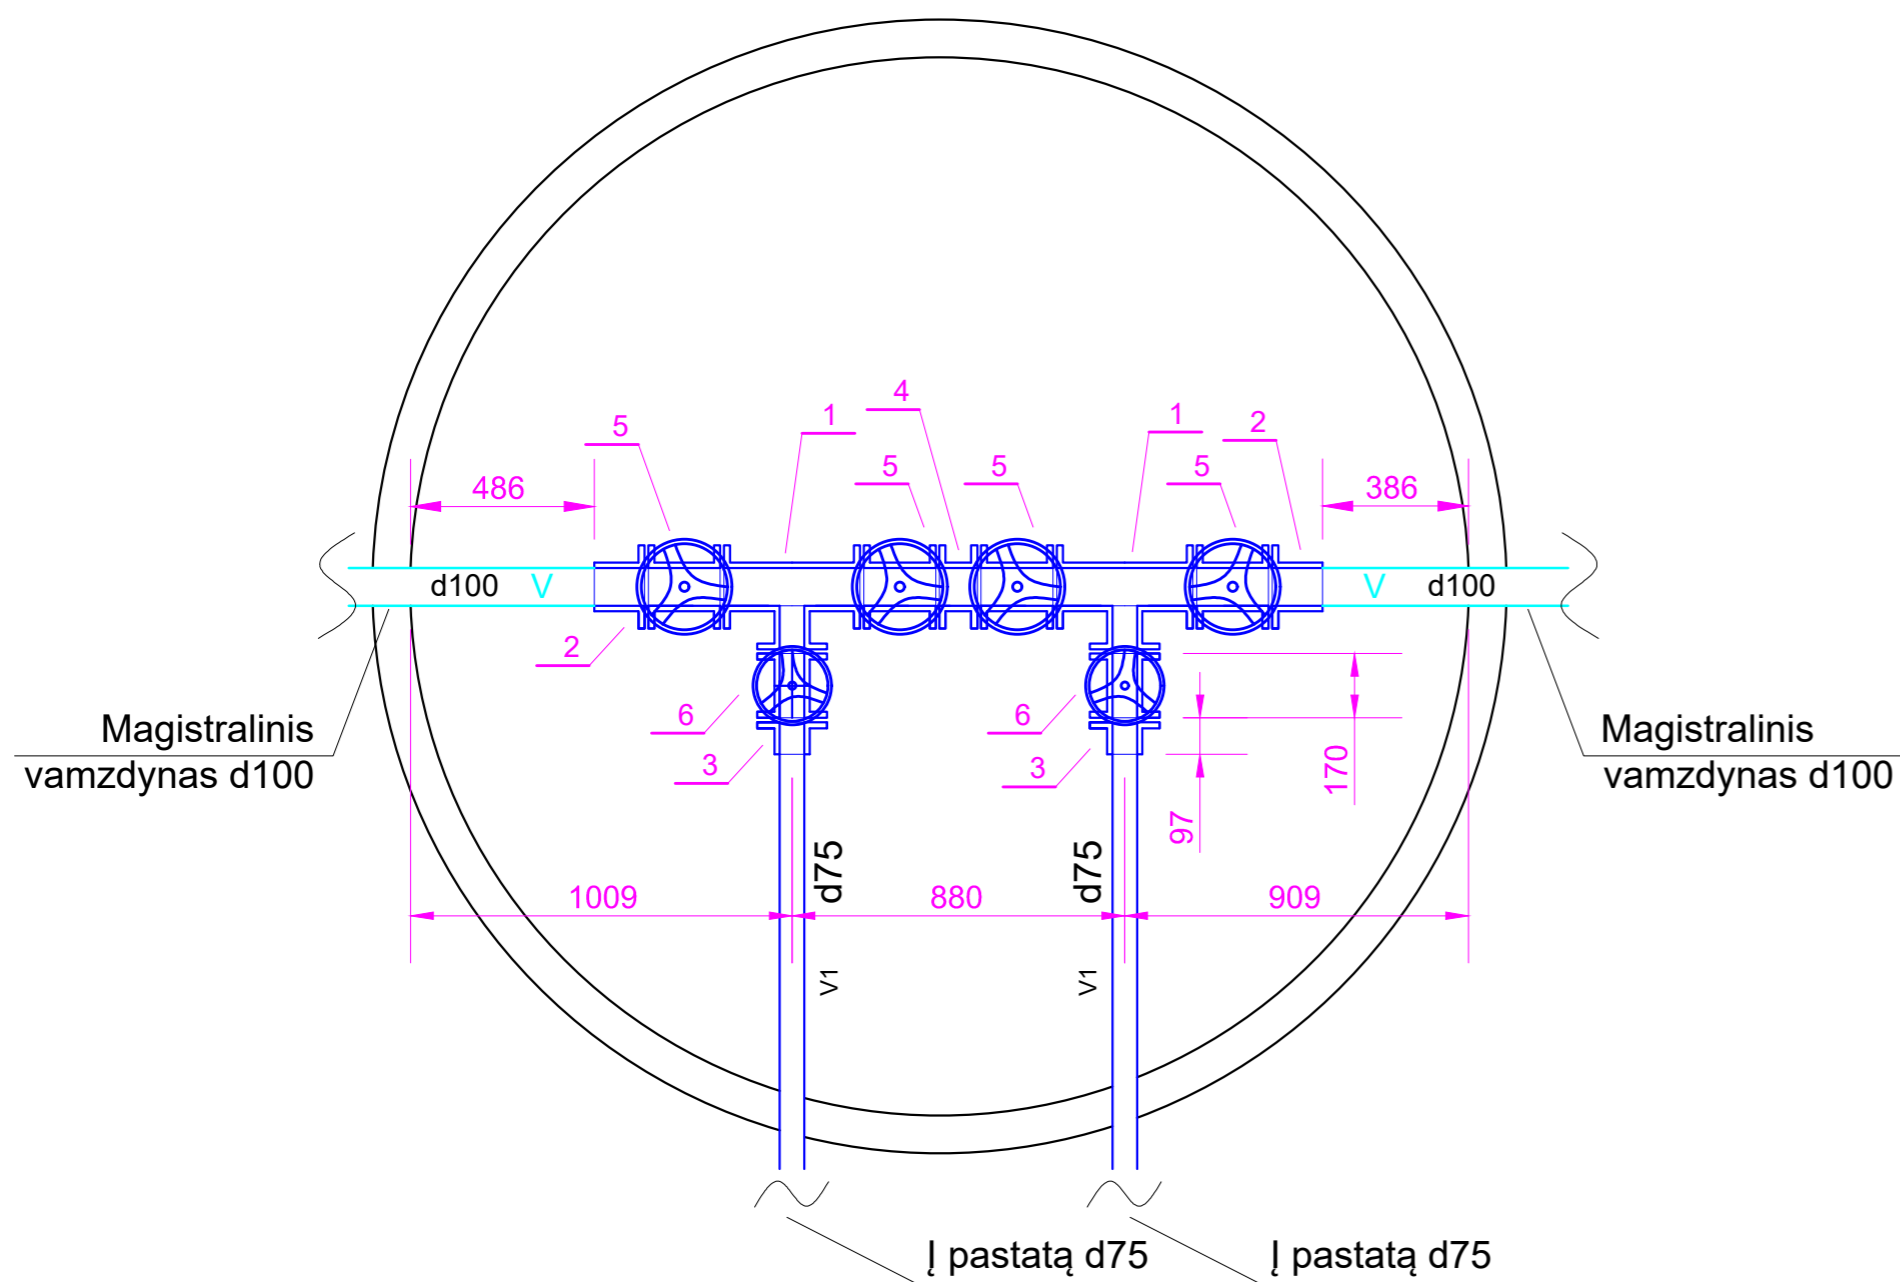 4
1
1
2
5
5
5
5
486
386
d100
V
V
d100
2
6
6
3
3
Magistralinis
vamzdynas d100
Magistralinis
vamzdynas d100
170
97
d75
d75
1009
880
909
V1
V1
Į pastatą d75
Į pastatą d75